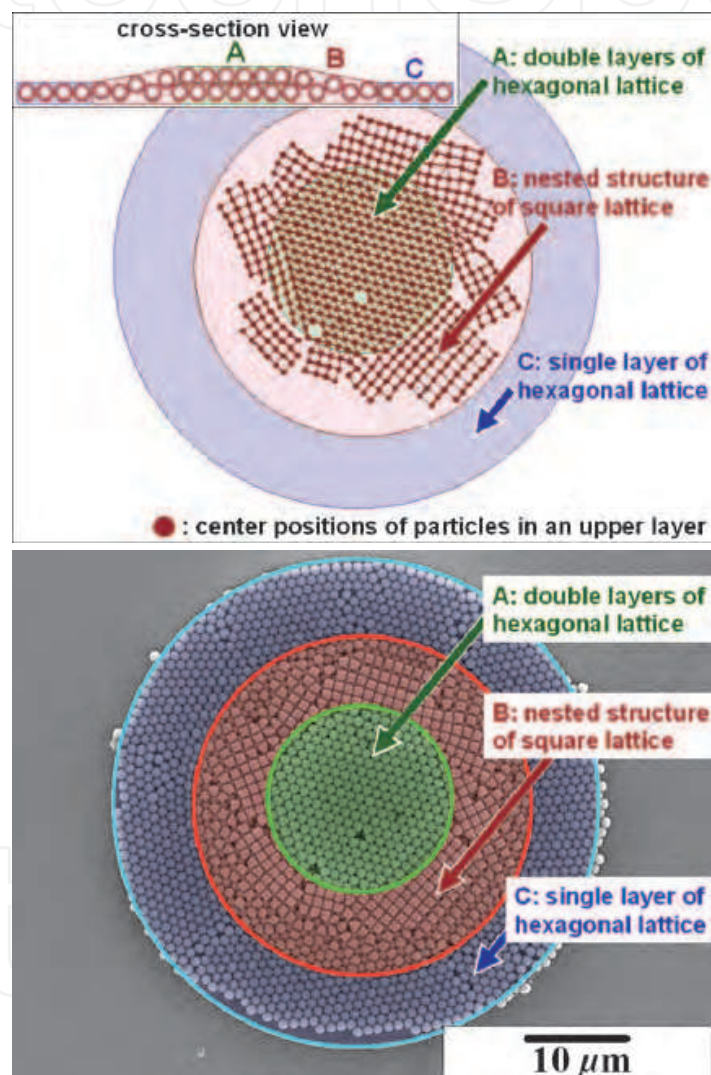 cross-section view
A
B
C
A: double layers of
hexagonal lattice
B: nested structure
of square lattice
C: single layer of
hexagonal lattice
: center positions of particles in an upper layer
A: double layers of
hexagonal lattice
B: nested structure
of square lattice
C: single layer of
hexagonal lattice
10 μm